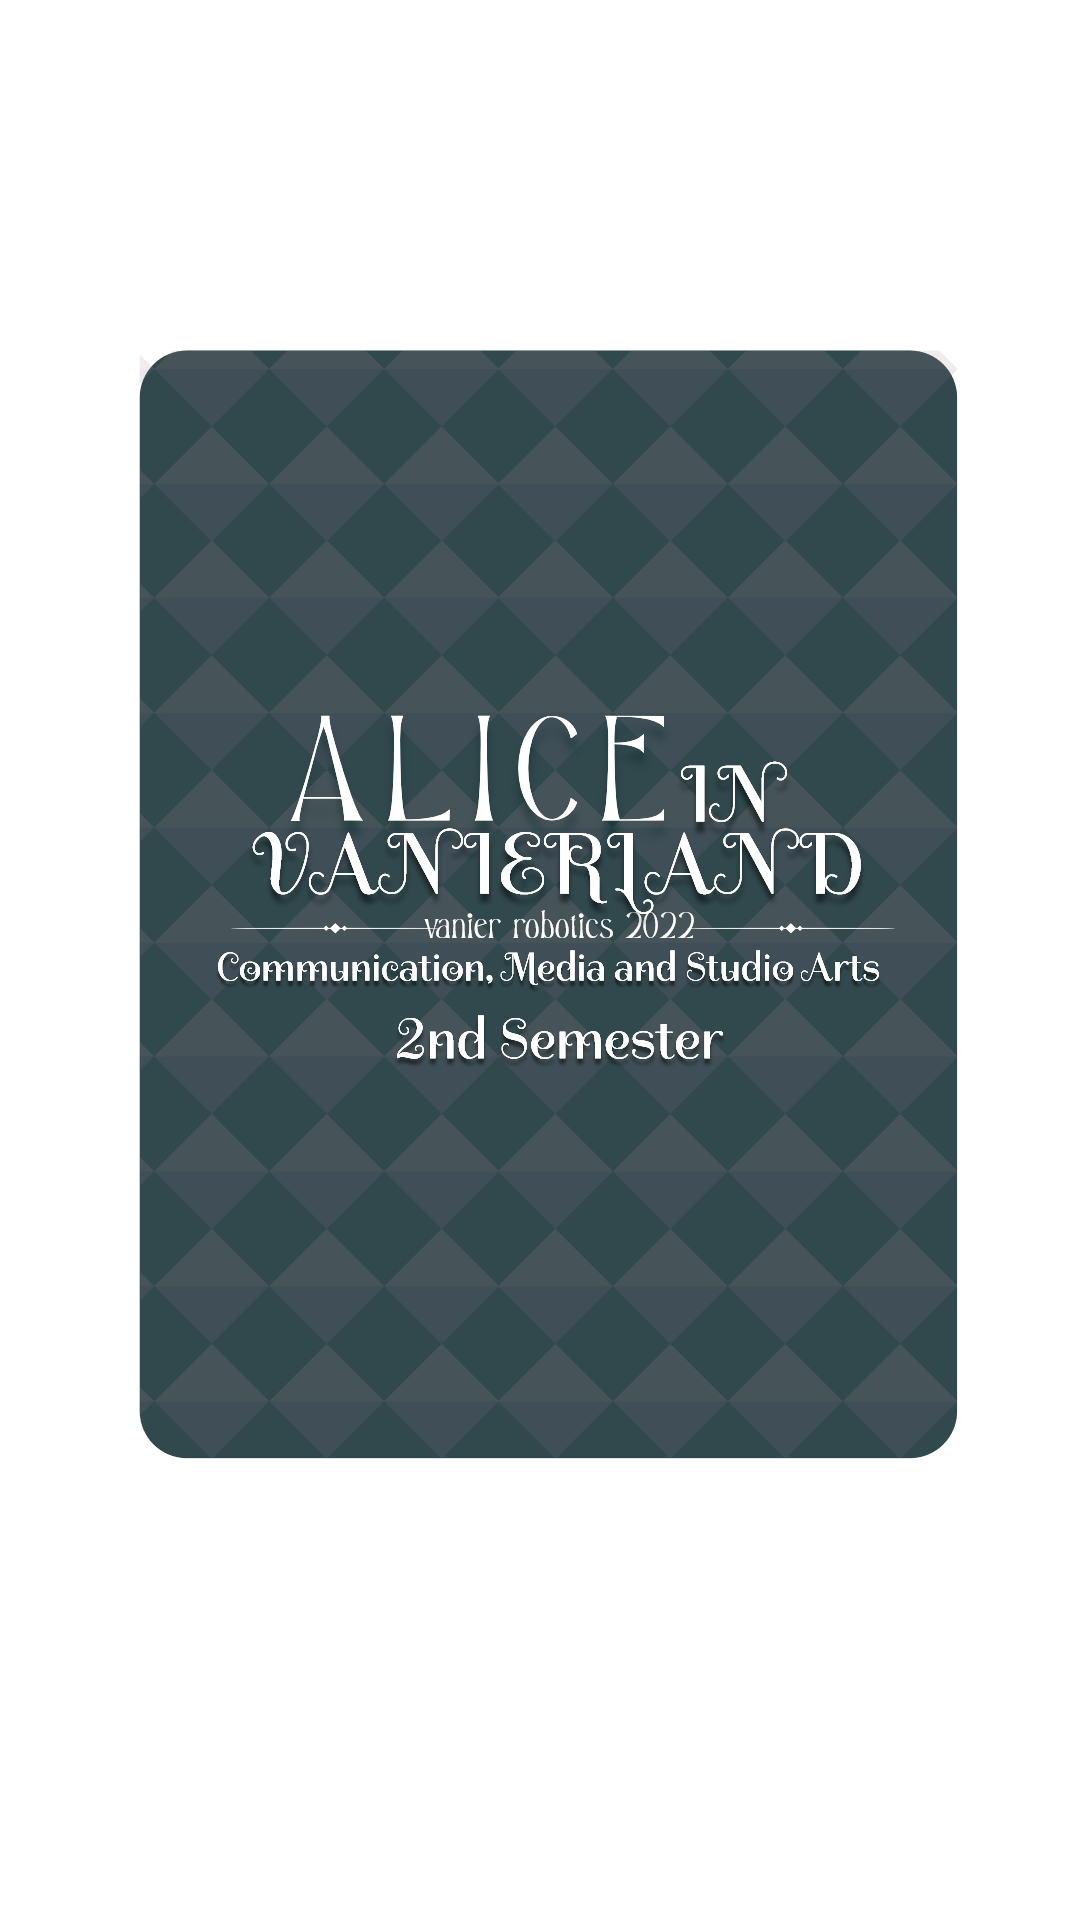 ALICE IN
VANIERLAND
vanier robotics 2022
Communication, Media and Studio Arts
2nd Semester